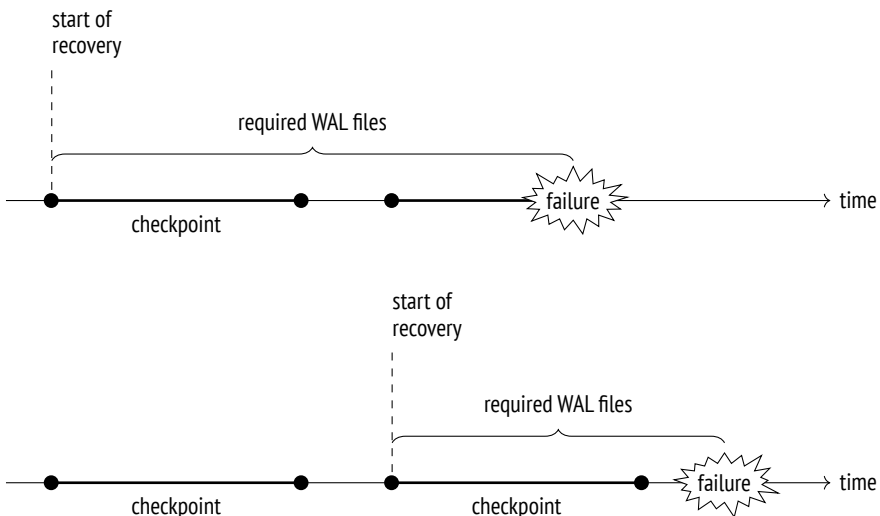 start of
recovery
required WAL files
failure
time
checkpoint
start of
recovery
required WAL files
failure
time
checkpoint
checkpoint